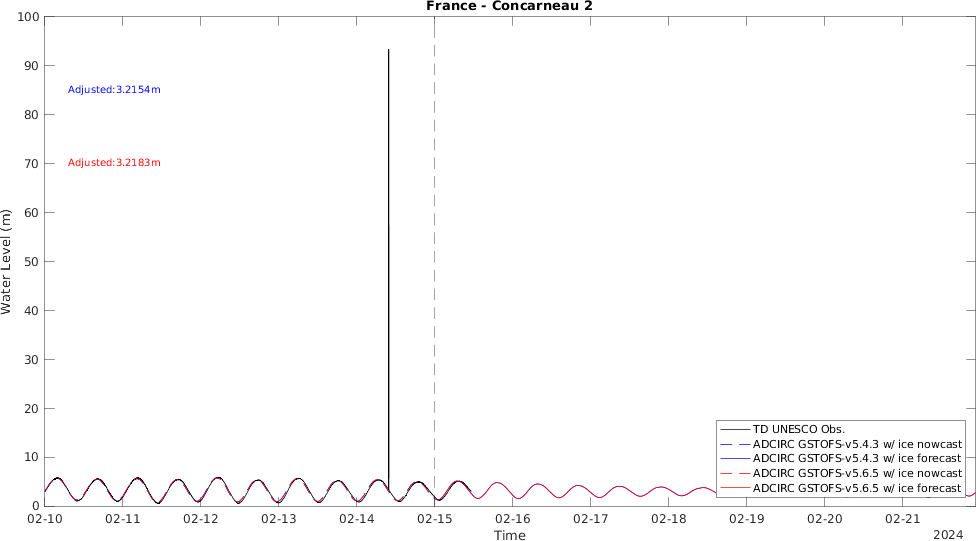 France - Concarneau 2
100
90
80
70
60
50
40
30
20
10
0
Water Level (m)
Adjusted:3.2154m
Adjusted:3.2183m
TD UNESCO Obs.
ADCIRC GSTOFS-v5.4.3 w/ ice nowcast
ADCIRC GSTOFS-v5.4.3 w/ ice forecast
ADCIRC GSTOFS-v5.6.5 w/ ice nowcast
ADCIRC GSTOFS-v5.6.5 w/ ice forecast
02-10 02-11 02-12 02-13 02-14 02-15 02-16 02-17 02-18 02-19 02-20 02-21
Time
2024